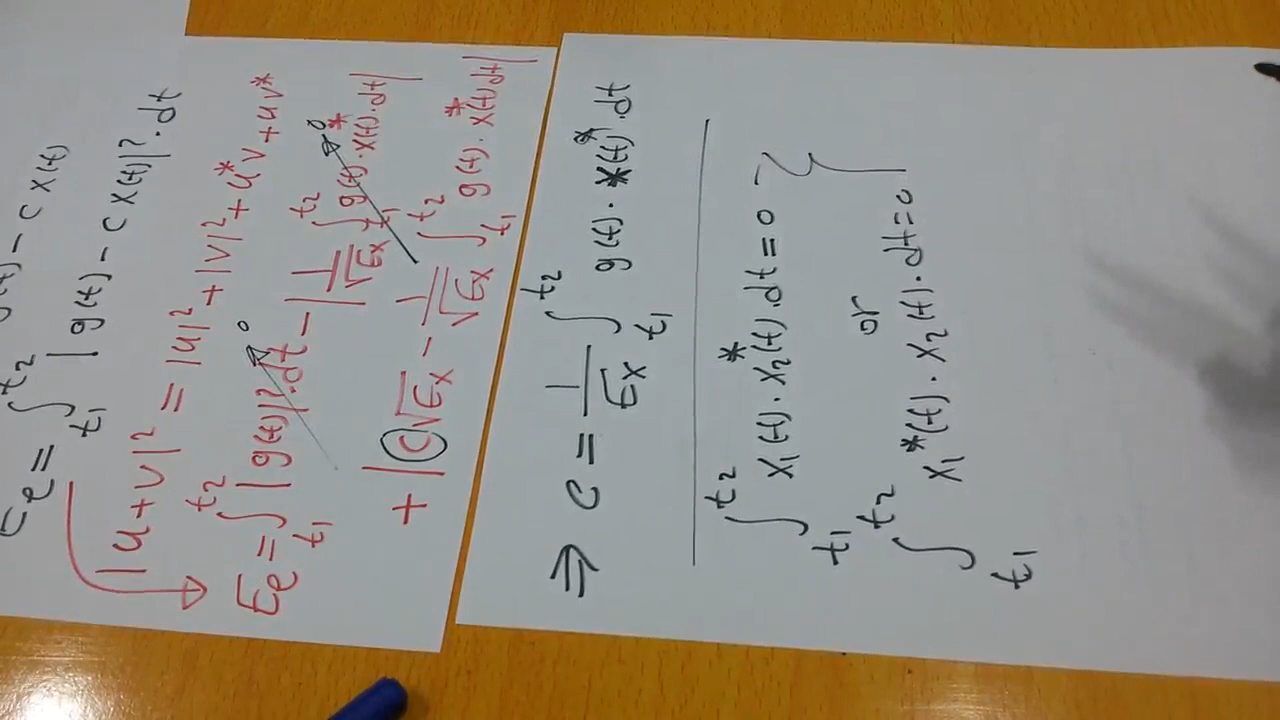 g(t) - c x(t)
Ee = ∫_{t1}^{t2} |g(t) - c x(t)|² . dt
|u+v|² = |u|² + |v|² + u*v + uv*
Ee = ∫_{t1}^{t2} |g(t)|² . dt - |1/√Ex ∫_{t1}^{t2} g(t) . x(t)* . dt|
0 0
+ |c√Ex - 1/√Ex ∫_{t1}^{t2} g(t) . x(t)* dt|
⇒ c = 1/Ex ∫_{t1}^{t2} g(t) . x(t)* . dt
∫_{t1}^{t2} x1(t) . x2*(t) . dt = 0
or
∫_{t1}^{t2} x1*(t) . x2(t) . dt = 0